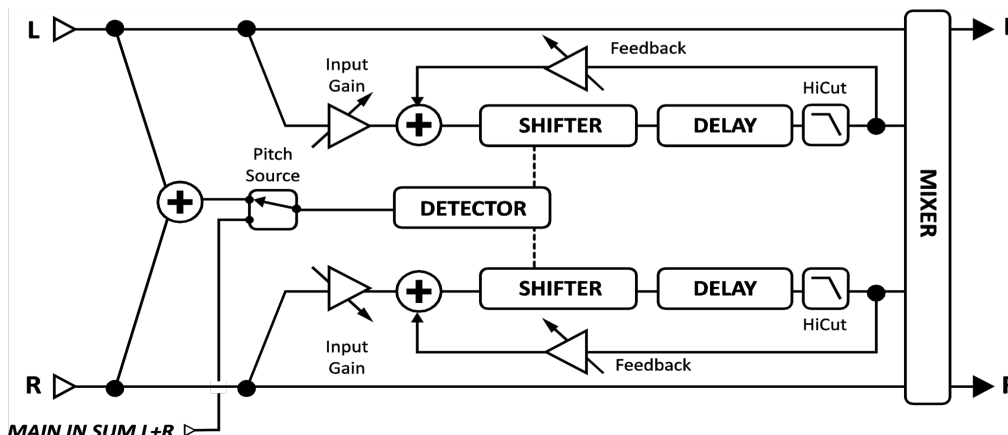 L
Feedback
Input
Gain
HiCut
+
SHIFTER
DELAY
Pitch
Source
+
DETECTOR
MIXER
+
SHIFTER
DELAY
HiCut
Input
Gain
Feedback
R
MAIN IN SUM L+R